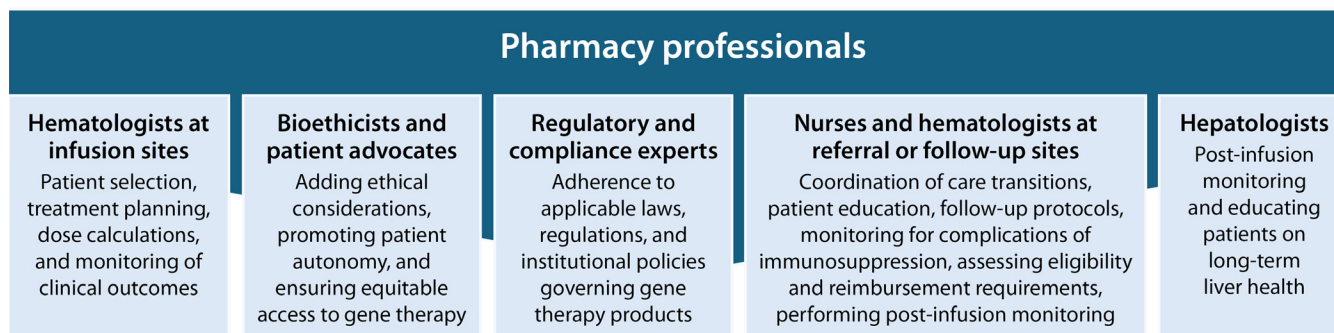 Pharmacy professionals
Hematologists at
infusion sites
Patient selection,
treatment planning,
dose calculations,
and monitoring of
clinical outcomes
Bioethicists and
patient advocates
Adding ethical
considerations,
promoting patient
autonomy, and
ensuring equitable
access to gene therapy
Regulatory and
compliance experts
Adherence to
applicable laws,
regulations, and
institutional policies
governing gene
therapy products
Nurses and hematologists at
referral or follow-up sites
Coordination of care transitions,
patient education, follow-up protocols,
monitoring for complications of
immunosuppression, assessing eligibility
and reimbursement requirements,
performing post-infusion monitoring
Hepatologists
Post-infusion
monitoring
and educating
patients on
long-term
liver health